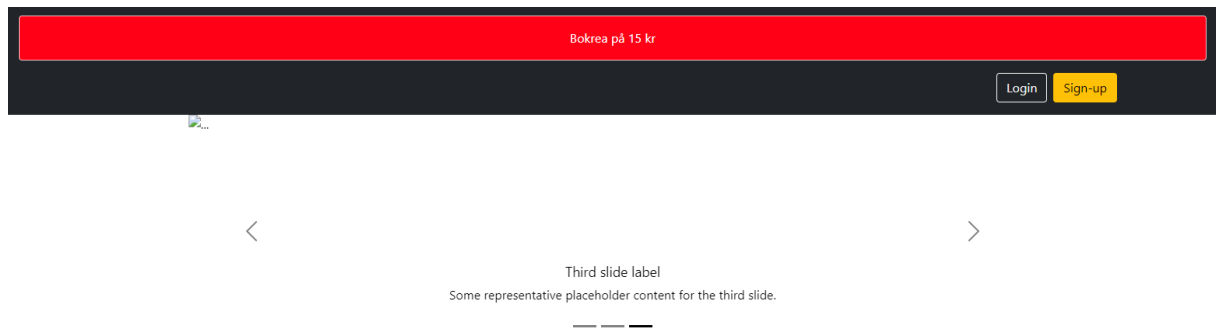 Bokrea på 15 kr
Login
Sign-up
...
Third slide label
Some representative placeholder content for the third slide.